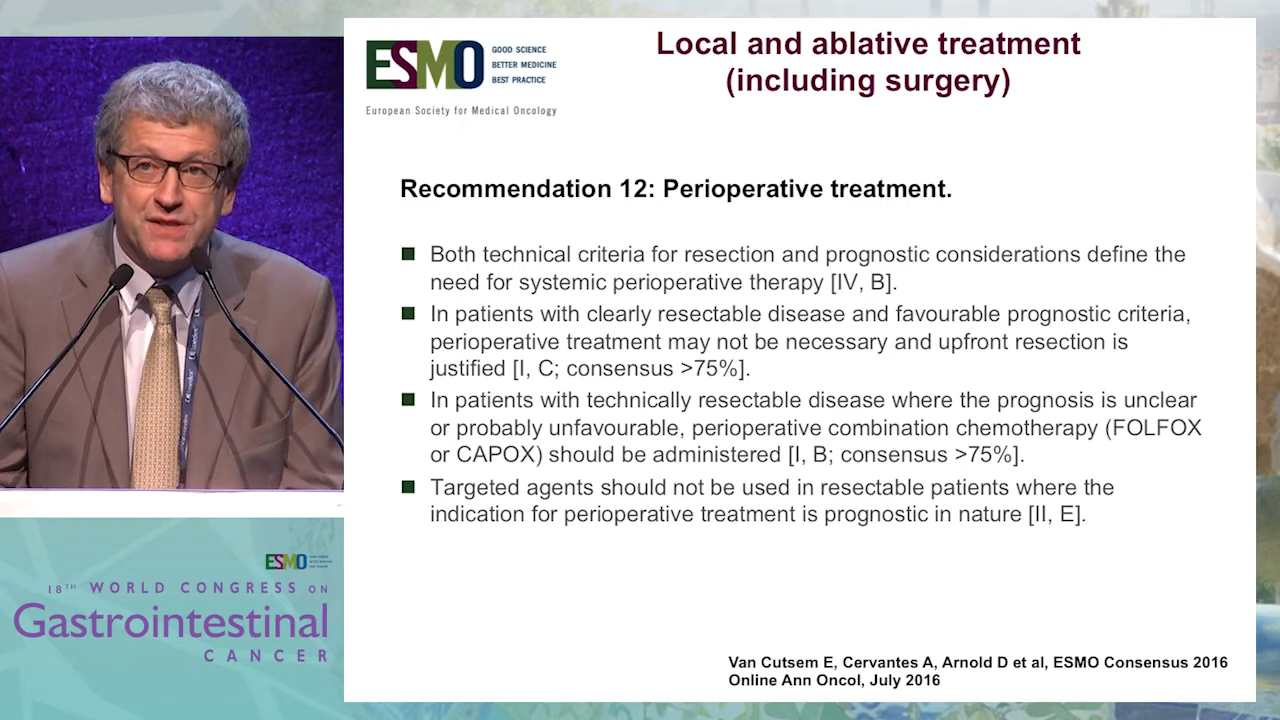 ESMO
GOOD SCIENCE
BETTER MEDICINE
BEST PRACTICE
European Society for Medical Oncology
Local and ablative treatment
(including surgery)
Recommendation 12: Perioperative treatment.
Both technical criteria for resection and prognostic considerations define the
need for systemic perioperative therapy [IV, B].
In patients with clearly resectable disease and favourable prognostic criteria,
perioperative treatment may not be necessary and upfront resection is
justified [I, C; consensus >75%].
In patients with technically resectable disease where the prognosis is unclear
or probably unfavourable, perioperative combination chemotherapy (FOLFOX
or CAPOX) should be administered [I, B; consensus >75%].
Targeted agents should not be used in resectable patients where the
indication for perioperative treatment is prognostic in nature [II, E].
Van Cutsem E, Cervantes A, Arnold D et al, ESMO Consensus 2016
Online Ann Oncol, July 2016
ESMO
18TH WORLD CONGRESS ON
Gastrointestinal
CANCER